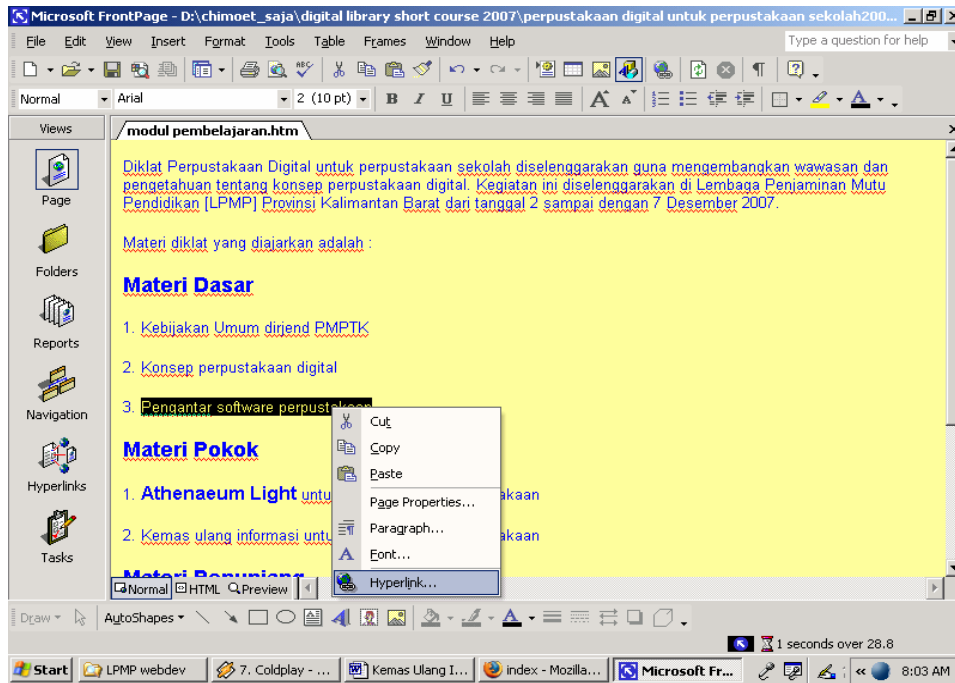 Microsoft FrontPage - D:\chimoet_saja\digital library short course 2007\perpustakaan digital untuk perpustakaan sekolah200...
File Edit View Insert Format Tools Table Frames Window Help
Type a question for help
Normal Arial 2 (10 pt) B I U
Views
modul pembelajaran.htm
Page
Folders
Reports
Navigation
Hyperlinks
Tasks
Diklat Perpustakaan Digital untuk perpustakaan sekolah diselenggarakan guna mengembangkan wawasan dan
pengetahuan tentang konsep perpustakaan digital. Kegiatan ini diselenggarakan di Lembaga Penjaminan Mutu
Pendidikan [LPMP] Provinsi Kalimantan Barat dari tanggal 2 sampai dengan 7 Desember 2007.
Materi diklat yang diajarkan adalah :
Materi Dasar
1. Kebijakan Umum dirjend PMPTK
2. Konsep perpustakaan digital
3. Pengantar software perpustakaan
Materi Pokok
1. Athenaeum Light untu akaan
2. Kemas ulang informasi untu akaan
Materi Penunjang
Cut
Copy
Paste
Page Properties...
Paragraph...
Font...
Hyperlink...
Normal HTML Preview
Draw AutoShapes
1 seconds over 28.8
Start LPMP webdev 7. Coldplay - ... Kemas Ulang I... index - Mozilla... Microsoft Fr... 8:03 AM